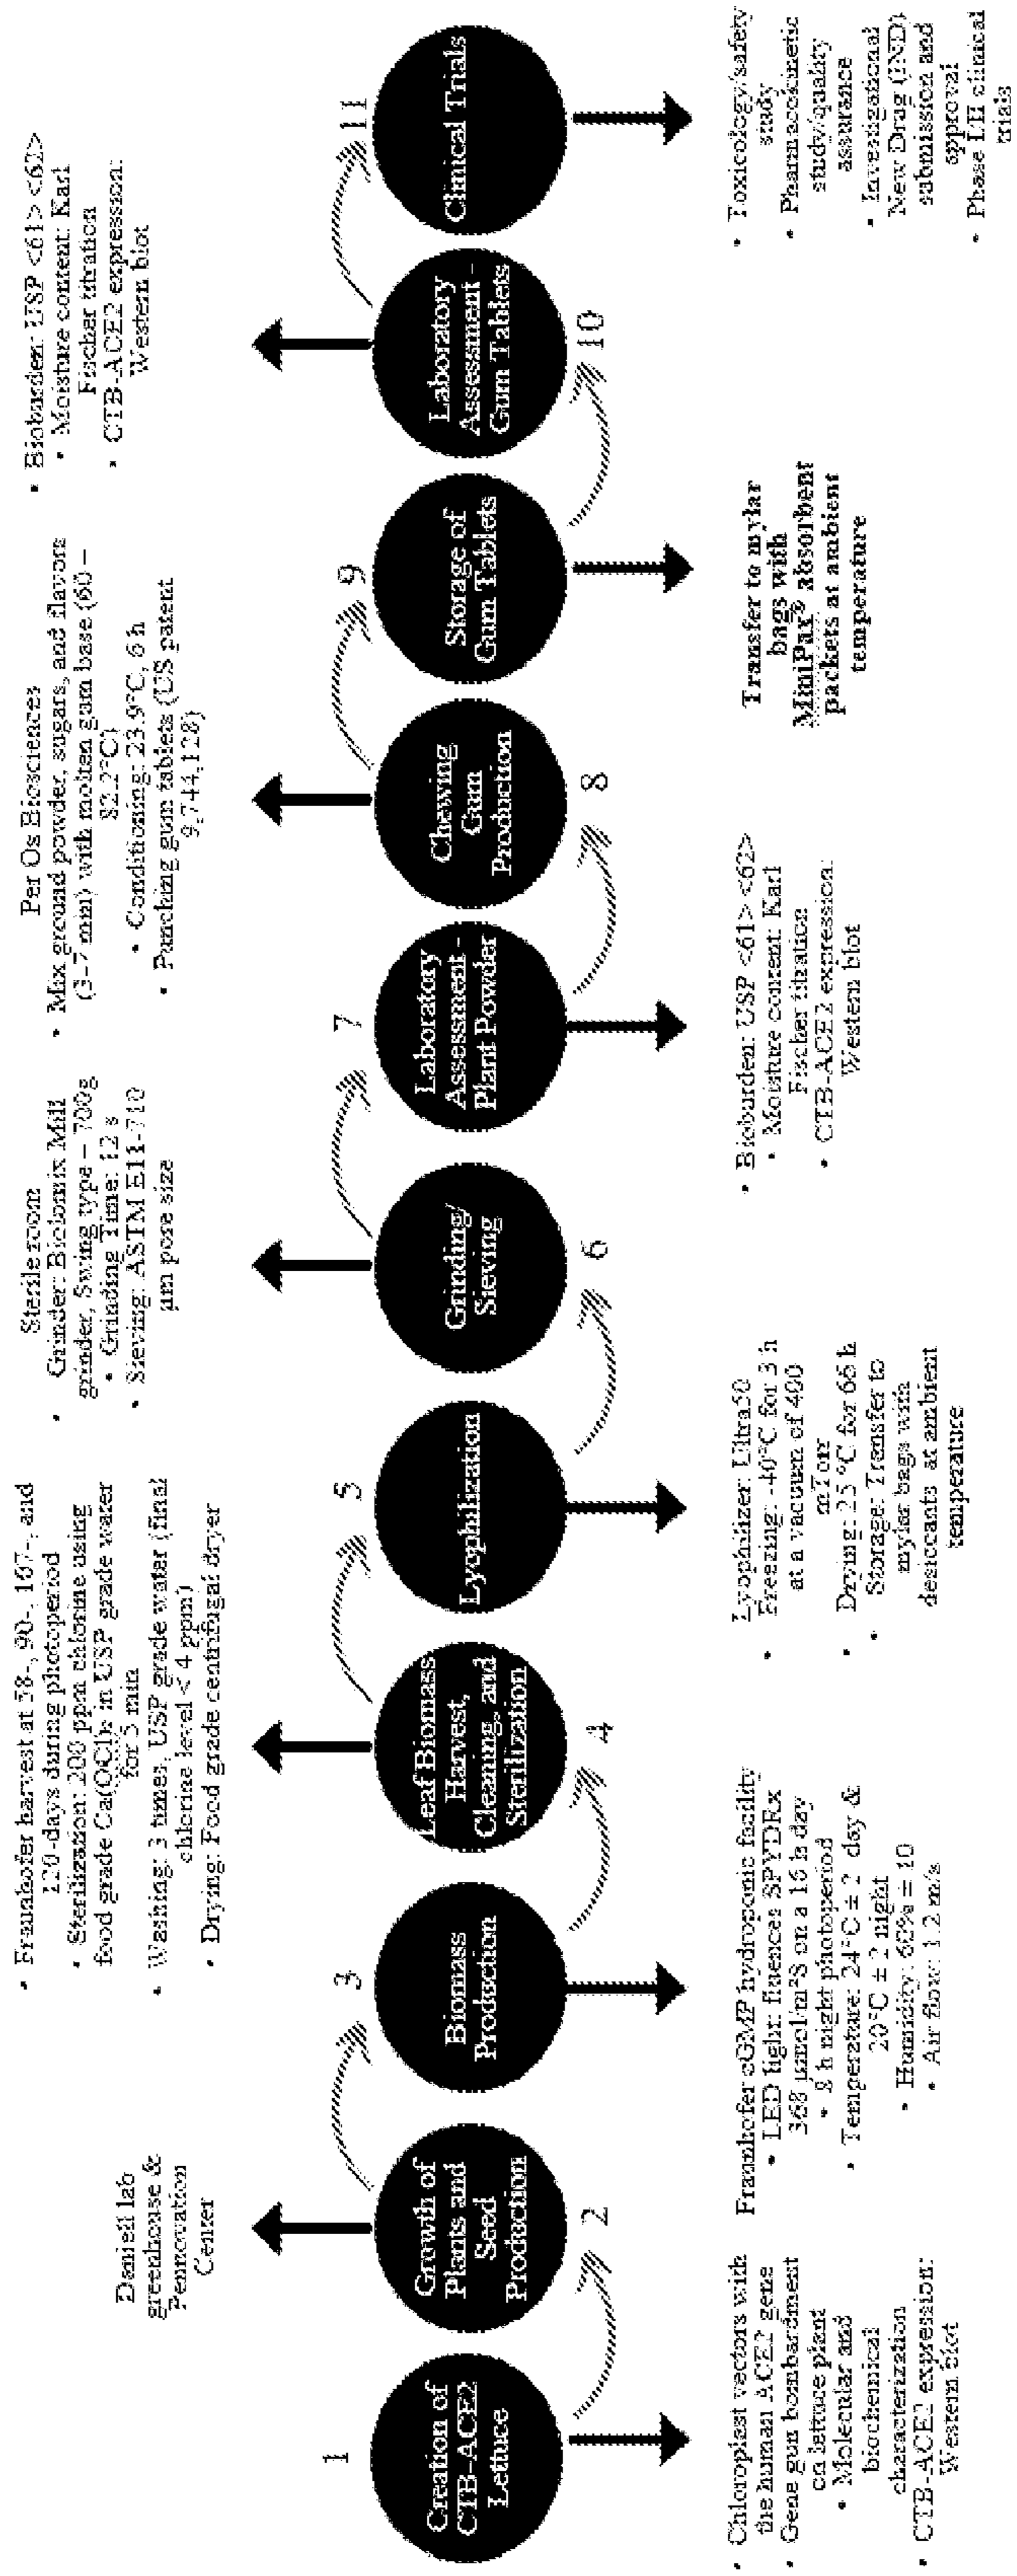 1
Creation of
CTB-ACE2
Lettuce
• Chloroplast vectors with
the human ACE2 gene
• Gene gun bombardment
on lettuce plant
• Molecular and
biochemical
characterization
• CTB-ACE2 expression:
Western blot
2
Growth of
Plants and
Seed
Production
Daniell lab
greenhouse &
Pennovation
Center
3
Biomass
Production
Fraunhofer cGMP hydroponic facility
• LED light: fluences SPYDRx
368 µmol/m²S on a 16 h day
• 8 h night photoperiod
• Temperature: 24°C ± 2 day &
20°C ± 2 night
• Humidity: 60% ± 10
• Air flow: 1.2 m/s
4
Leaf Biomass
Harvest,
Cleaning, and
Sterilization
• Fraunhofer harvest at 58-, 90-, 107-, and
120-days during photoperiod
• Sterilization: 200 ppm chlorine using
food grade Ca(OCl)₂ in USP grade water
for 5 min
• Washing: 3 times, USP grade water (final
chlorine level < 4 ppm)
• Drying: Food grade centrifugal dryer
5
Lyophilization
• Lyophilizer: Ultra50
Freezing: -40°C for 3 h
at a vacuum of 400
mTorr
• Drying: 25 °C for 66 h
• Storage: Transfer to
mylar bags with
desiccants at ambient
temperature
6
Grinding/
Sieving
Sterile room
• Grinder: Biolomix Mill
grinder, Swing type – 700g
• Grinding Time: 12 s
• Sieving: ASTM E11-710
µm pore size
7
Laboratory
Assessment -
Plant Powder
• Bioburden: USP <61> <62>
• Moisture content: Karl
Fischer titration
• CTB-ACE2 expression:
Western blot
8
Chewing
Gum
Production
Per Os Biosciences
• Mix ground powder, sugars, and flavors
(3-7 min) with molten gum base (60 –
82.2°C)
• Conditioning: 23.9°C, 6 h
• Punching gum tablets (US patent
9,744,128)
9
Storage of
Gum Tablets
Transfer to mylar
bags with
MiniPax® absorbent
packets at ambient
temperature
10
Laboratory
Assessment -
Gum Tablets
• Bioburden: USP <61> <62>
• Moisture content: Karl
Fischer titration
• CTB-ACE2 expression:
Western blot
11
Clinical Trials
• Toxicology/safety
study
• Pharmacokinetic
study/quality
assurance
• Investigational
New Drug (IND)
submission and
approval
• Phase I/II clinical
trials